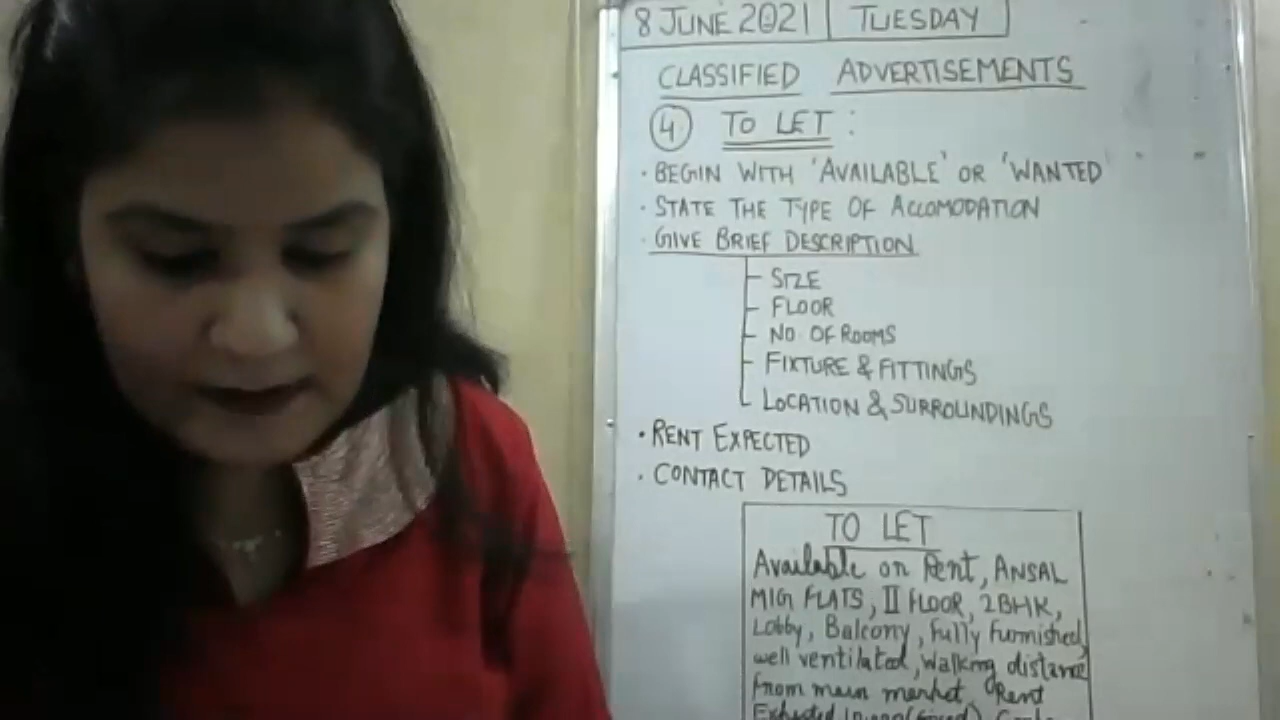 8 JUNE 2021 TUESDAY
CLASSIFIED ADVERTISEMENTS
4 TO LET :
· BEGIN WITH 'AVAILABLE' OR 'WANTED'
· STATE THE TYPE OF ACCOMODATION
· GIVE BRIEF DESCRIPTION
SIZE
FLOOR
NO. OF ROOMS
FIXTURE & FITTINGS
LOCATION & SURROUNDINGS
· RENT EXPECTED
· CONTACT DETAILS
TO LET
Available on Rent, ANSAL
MIG FLATS, II FLOOR, 2BHK,
Lobby, Balcony, fully furnished,
well ventilated, Walking distance
from main market. Rent